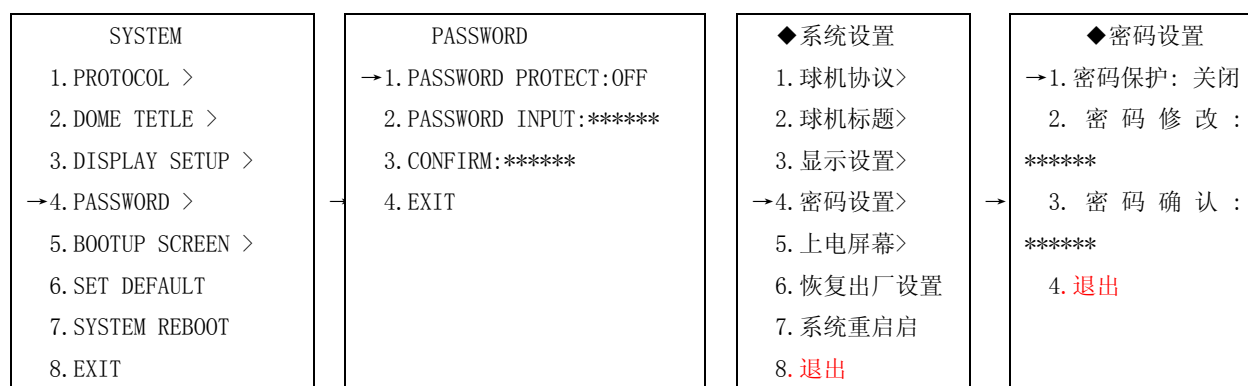 SYSTEM
1.PROTOCOL >
2.DOME TETLE >
3.DISPLAY SETUP >
→4.PASSWORD >
5.BOOTUP SCREEN >
6.SET DEFAULT
7.SYSTEM REBOOT
8.EXIT
→
PASSWORD
→1.PASSWORD PROTECT:OFF
2.PASSWORD INPUT:******
3.CONFIRM:******
4.EXIT
◆系统设置
1.球机协议>
2.球机标题>
3.显示设置>
→4.密码设置>
5.上电屏幕>
6.恢复出厂设置
7.系统重启启
8.退出
→
◆密码设置
→1.密码保护: 关闭
2. 密 码 修 改 :
******
3. 密 码 确 认 :
******
4.退出